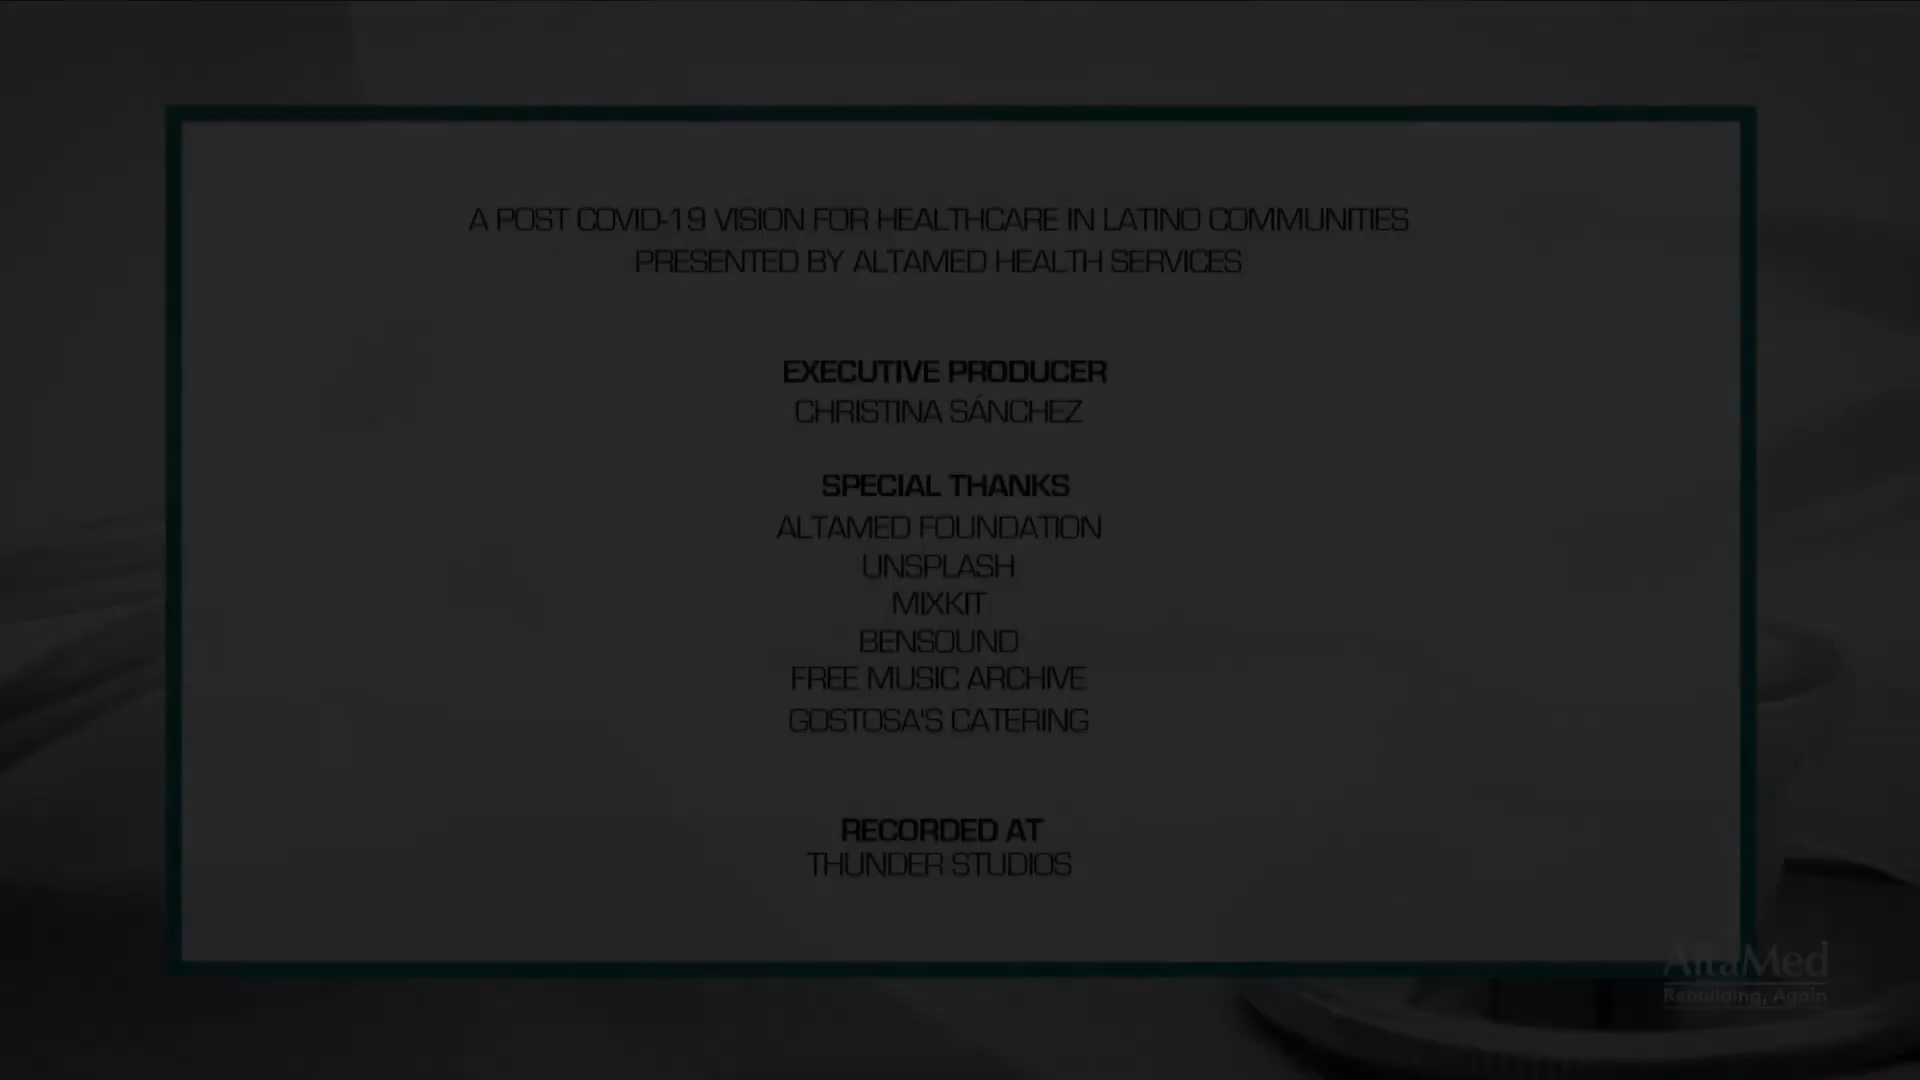 A POST COVID-19 VISION FOR HEALTHCARE IN LATINO COMMUNITIES
PRESENTED BY ALTAMED HEALTH SERVICES
EXECUTIVE PRODUCER
CHRISTINA SÁNCHEZ
SPECIAL THANKS
ALTAMED FOUNDATION
UNSPLASH
MIXKIT
BENSOUND
FREE MUSIC ARCHIVE
GOSTOSA'S CATERING
RECORDED AT
THUNDER STUDIOS
AltaMed
Rebuilding, Again